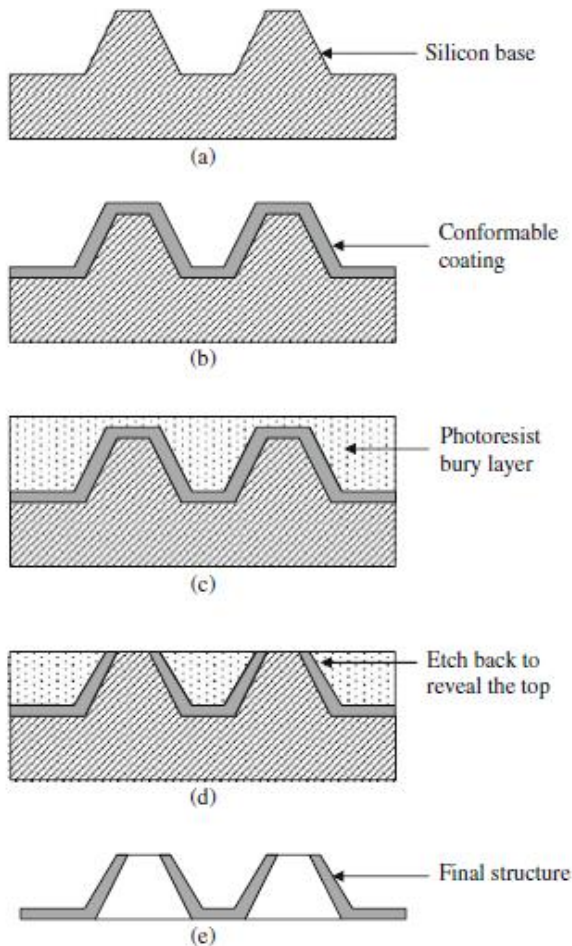 Silicon base
(a)
Conformable
coating
(b)
Photoresist
bury layer
(c)
Etch back to
reveal the top
(d)
Final structure
(e)